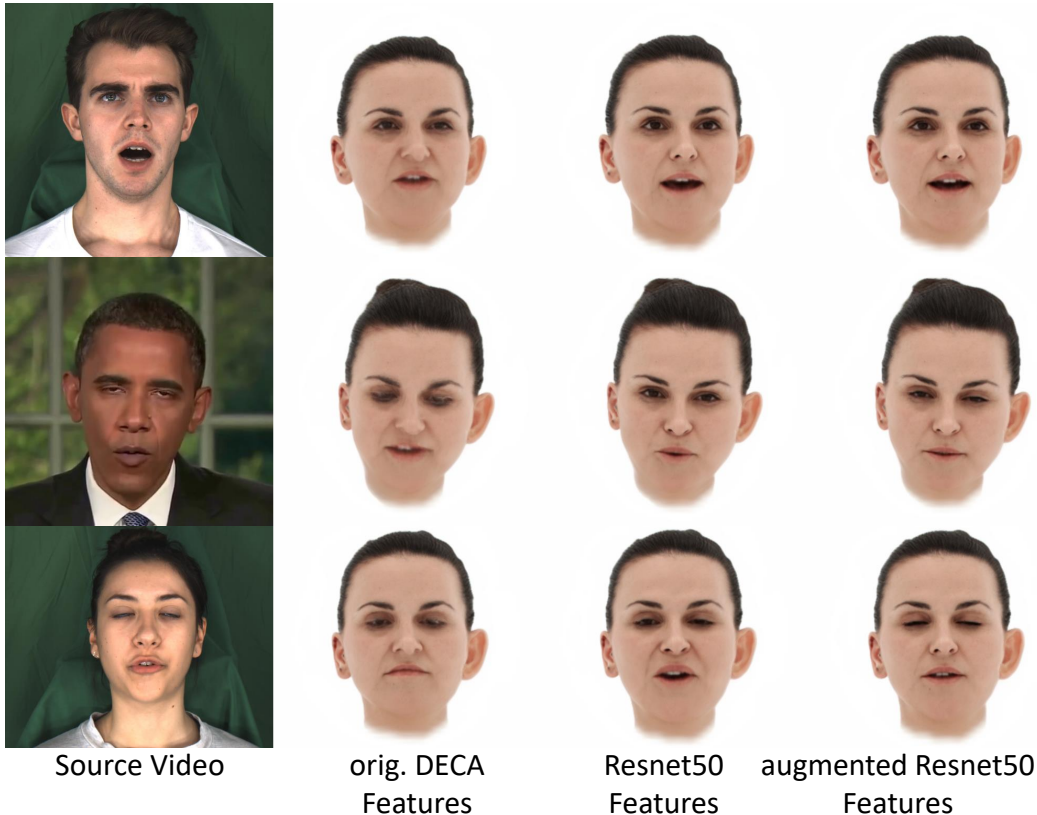 Source Video
orig. DECA
Features
Resnet50
Features
augmented Resnet50
Features